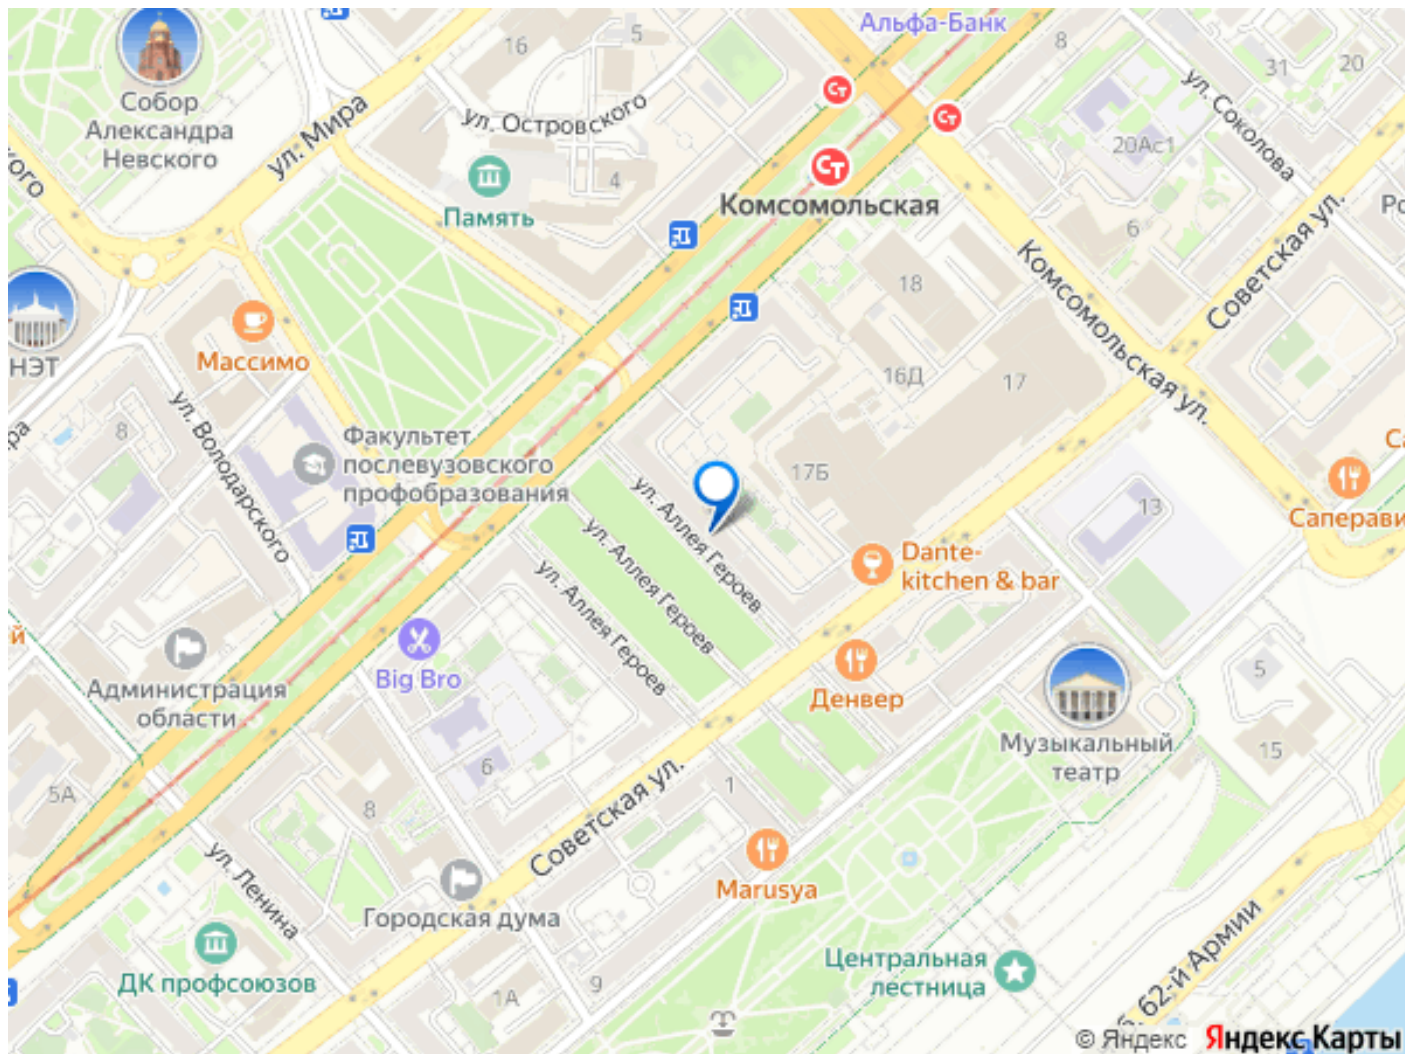 Альфа-Банк
16
5
8
31
20
Собор
Александра
Невского
ул. Мира
ул. Островского
ул. Соколова
20Ас1
4
Память
Комсомольская
6
18
Комсомольская ул.
Советская ул.
Массимо
НЭТ
16Д
17
8
ул. Володарского
Факультет
послевузовского
профобразования
17Б
ул. Аллея Героев
ул. Аллея Героев
ул. Аллея Героев
13
Саперави
Dante-
kitchen & bar
Big Bro
Администрация
области
Денвер
5
15
Музыкальный
театр
5А
8
6
1
Советская ул.
ул. Ленина
Marusya
Городская дума
ДК профсоюзов
1А
9
Центральная
лестница
62-й Армии
© Яндекс Яндекс Карты